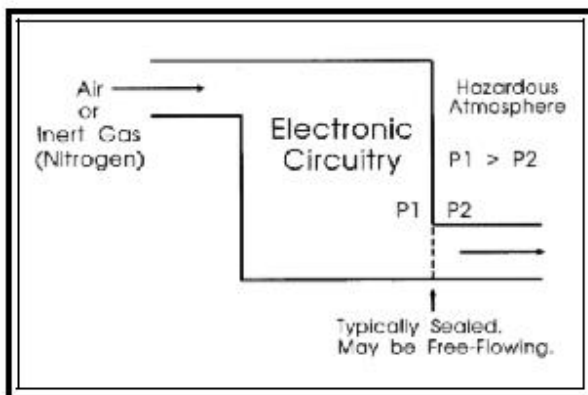 Air
or
Inert Gas
(Nitrogen)
Electronic
Circuitry
Hazardous
Atmosphere
P1 > P2
P1
P2
Typically Sealed.
May be Free-Flowing.